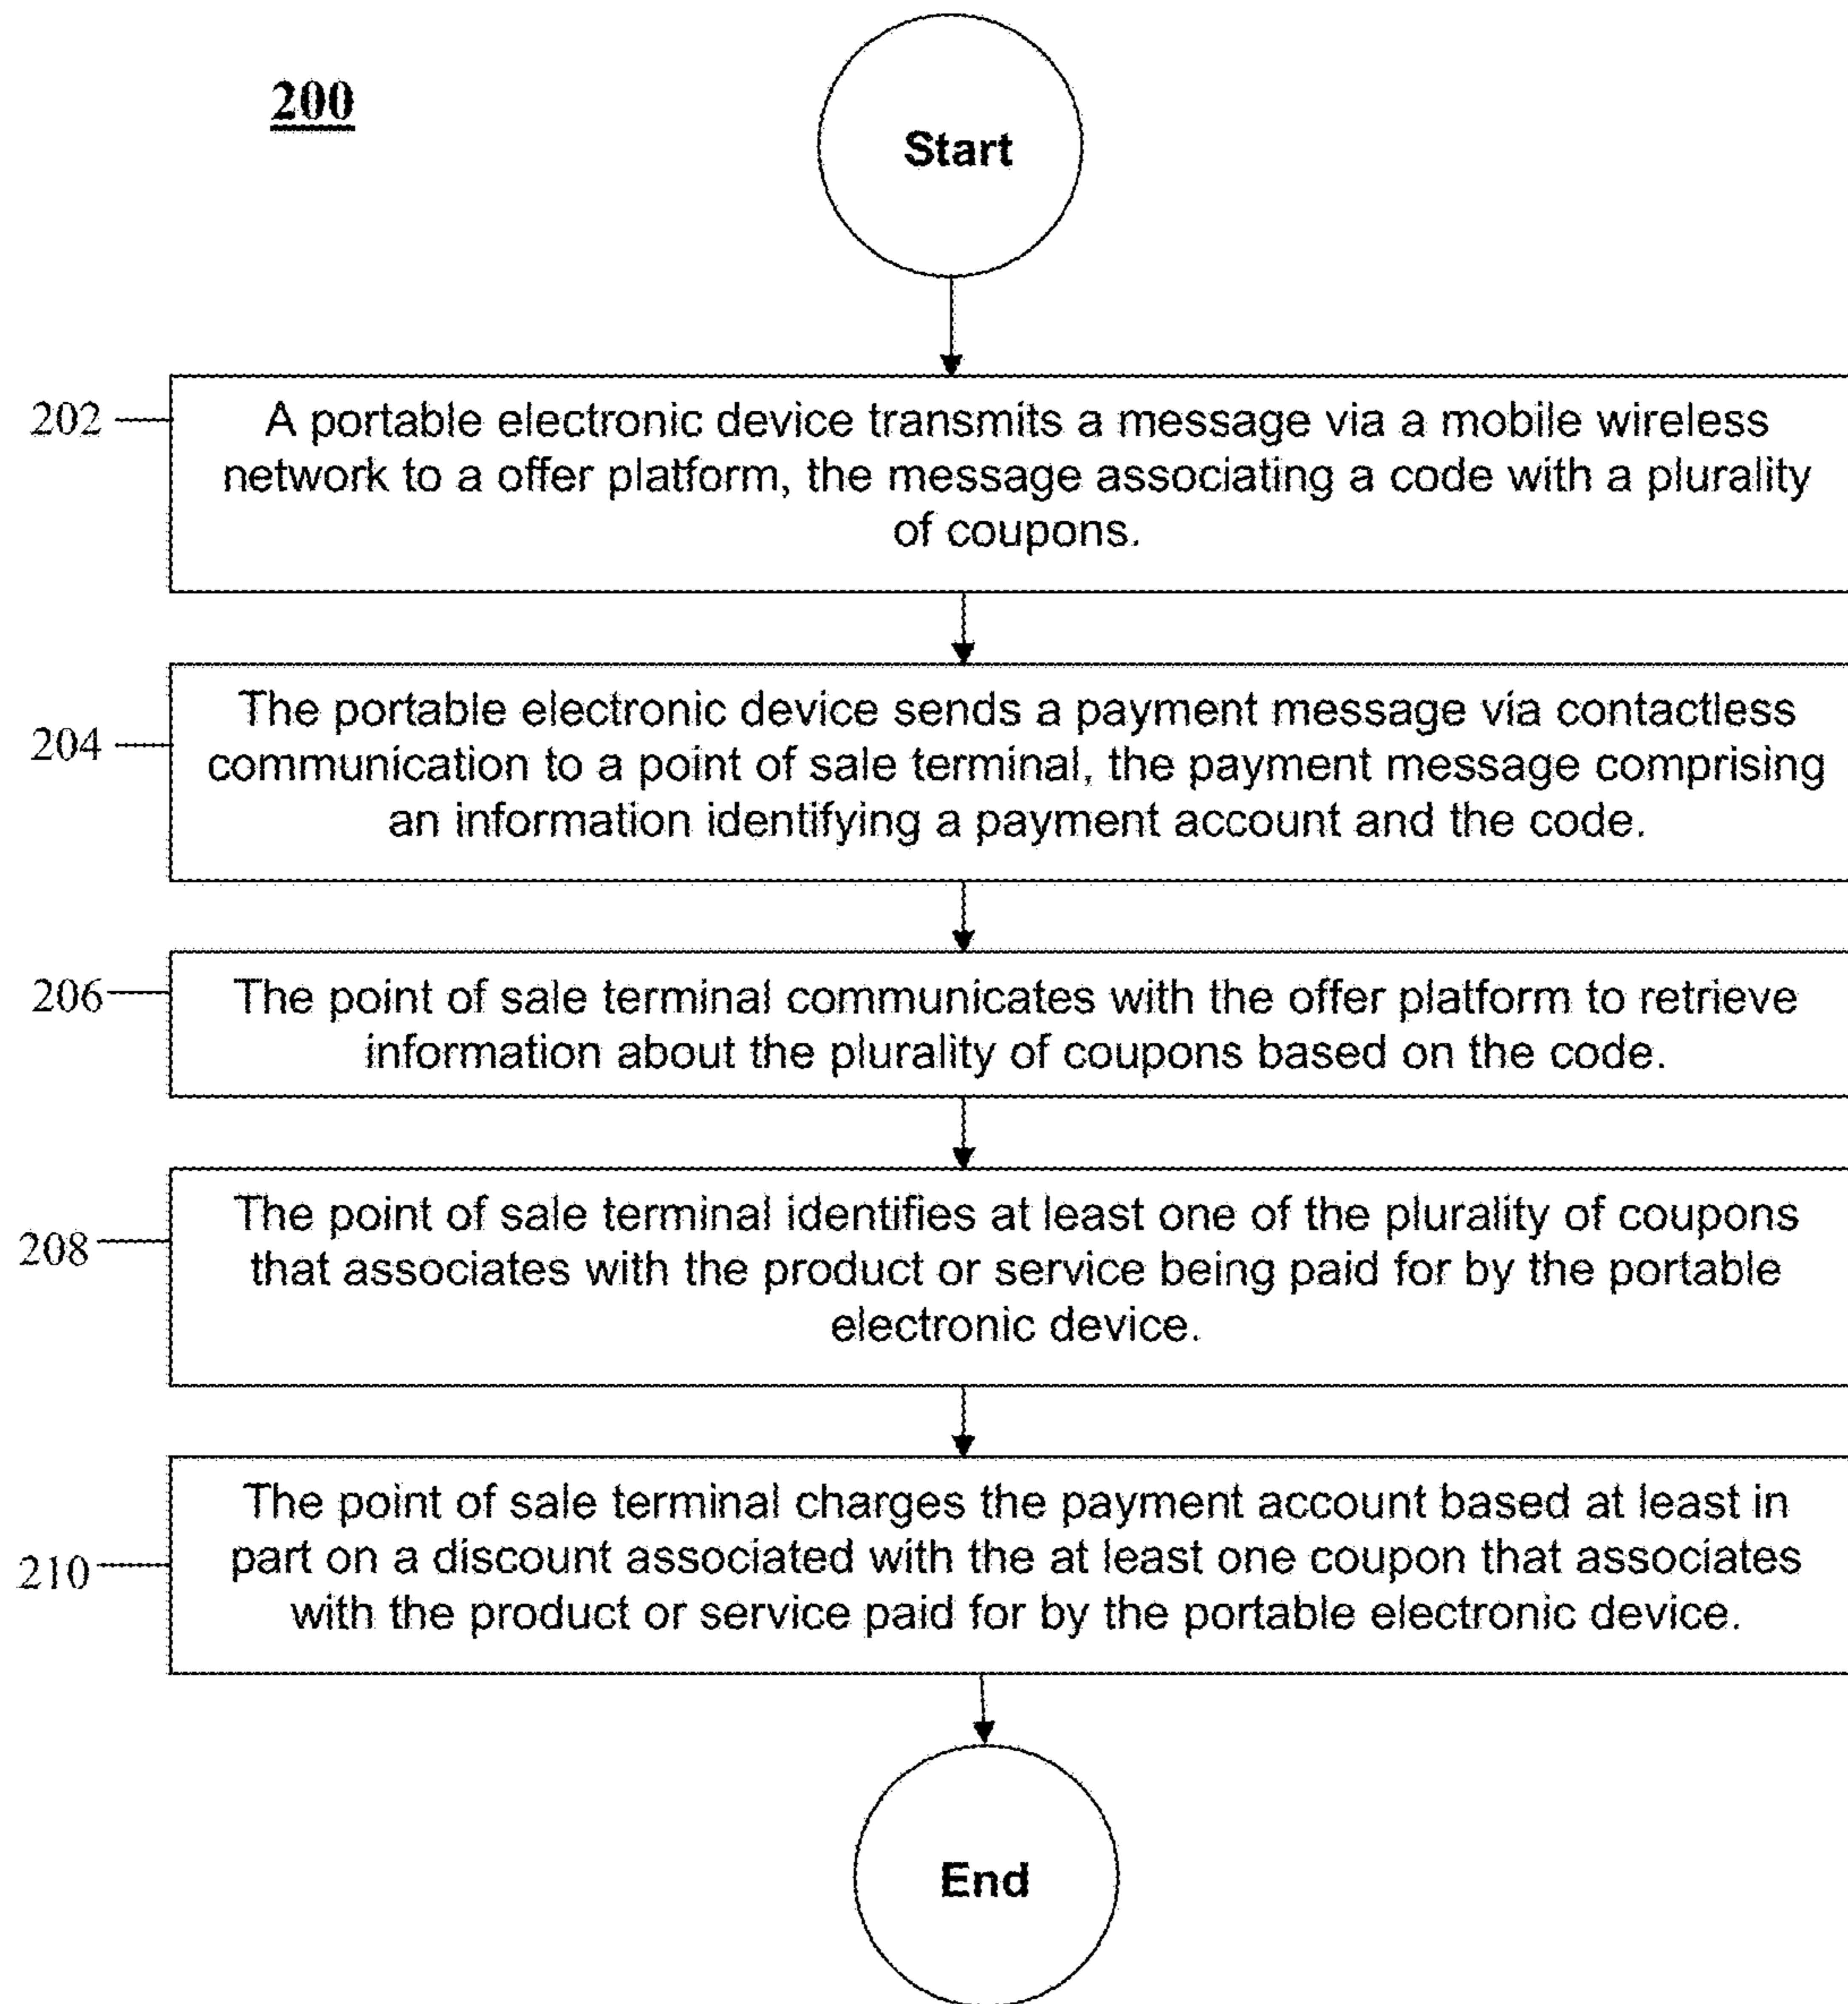 200
Start
202
A portable electronic device transmits a message via a mobile wireless
network to a offer platform, the message associating a code with a plurality
of coupons.
204
The portable electronic device sends a payment message via contactless
communication to a point of sale terminal, the payment message comprising
an information identifying a payment account and the code.
206
The point of sale terminal communicates with the offer platform to retrieve
information about the plurality of coupons based on the code.
208
The point of sale terminal identifies at least one of the plurality of coupons
that associates with the product or service being paid for by the portable
electronic device.
210
The point of sale terminal charges the payment account based at least in
part on a discount associated with the at least one coupon that associates
with the product or service paid for by the portable electronic device.
End